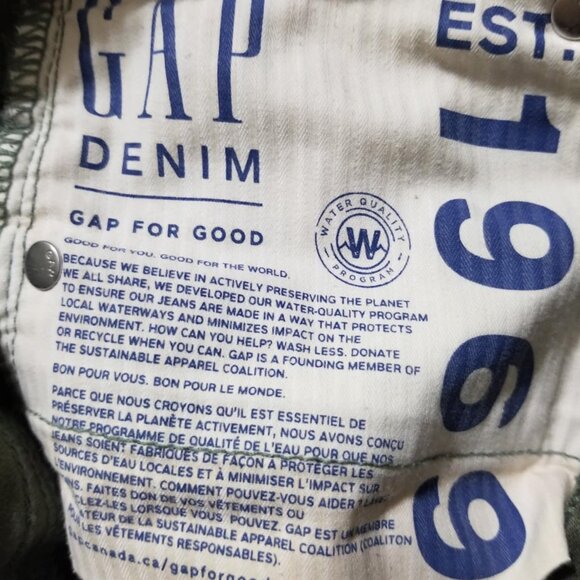 GAP
DENIM
GAP FOR GOOD
GOOD FOR YOU. GOOD FOR THE WORLD.
BECAUSE WE BELIEVE IN ACTIVELY PRESERVING THE PLANET
WE ALL SHARE, WE DEVELOPED OUR WATER-QUALITY PROGRAM
TO ENSURE OUR JEANS ARE MADE IN A WAY THAT PROTECTS
LOCAL WATERWAYS AND MINIMIZES IMPACT ON THE
ENVIRONMENT. HOW CAN YOU HELP? WASH LESS. DONATE
OR RECYCLE WHEN YOU CAN. GAP IS A FOUNDING MEMBER OF
THE SUSTAINABLE APPAREL COALITION.
BON POUR VOUS. BON POUR LE MONDE.
PARCE QUE NOUS CROYONS QU'IL EST ESSENTIEL DE
PRÉSERVER LA PLANÈTE ACTIVEMENT, NOUS AVONS CONÇU
NOTRE PROGRAMME DE QUALITÉ DE L'EAU POUR QUE NOS
JEANS SOIENT FABRIQUÉS DE FAÇON À PROTÉGER LES
SOURCES D'EAU LOCALES ET À MINIMISER L'IMPACT SUR
L'ENVIRONNEMENT. COMMENT POUVEZ-VOUS AIDER
FAITES DON DE VOS VÊTEMENTS OU
LORSQUE VOUS POUVEZ. GAP EST UN MEMBRE
DE LA SUSTAINABLE APPAREL COALITION (COALITON
LES VÊTEMENTS RESPONSABLES).
WATER QUALITY
W
PROGRAM
EST.
1969